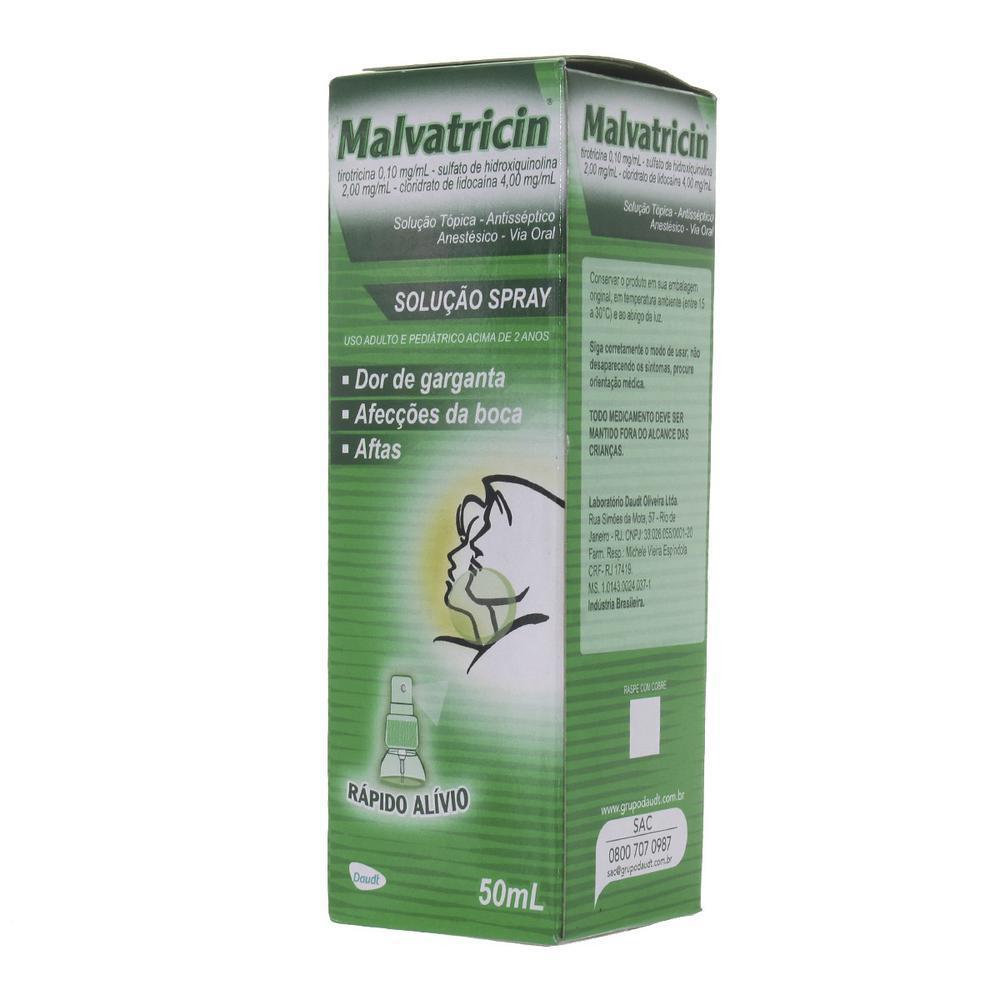 Malvatricin®
tirotricina 0,10 mg/mL - sulfato de hidroxiquinolina
2,00 mg/mL - cloridrato de lidocaína 4,00 mg/mL
Solução Tópica - Antisséptico
Anestésico - Via Oral
SOLUÇÃO SPRAY
USO ADULTO E PEDIÁTRICO ACIMA DE 2 ANOS
▪ Dor de garganta
▪ Afecções da boca
▪ Aftas
RÁPIDO ALÍVIO
Daudt
50mL
Malvatricin®
tirotricina 0,10 mg/mL - sulfato de hidroxiquinolina
2,00 mg/mL - cloridrato de lidocaína 4,00 mg/mL
Solução Tópica - Antisséptico
Anestésico - Via Oral
Conservar o produto em sua embalagem
original, em temperatura ambiente (entre 15
a 30°C) e ao abrigo da luz.
Siga corretamente o modo de usar, não
desaparecendo os sintomas, procure
orientação médica.
TODO MEDICAMENTO DEVE SER
MANTIDO FORA DO ALCANCE DAS
CRIANÇAS.
Laboratório Daudt Oliveira Ltda.
Rua Simões da Mota, 57 - Rio de
Janeiro - RJ. CNPJ: 33.026.055/0001-20
Farm. Resp.: Michele Vieira Espíndola
CRF- RJ 17419.
MS. 1.0143.0024.037-1
Indústria Brasileira.
RASPE COM COBRE
www.grupodaudt.com.br
SAC
0800 707 0987
sac@grupodaudt.com.br